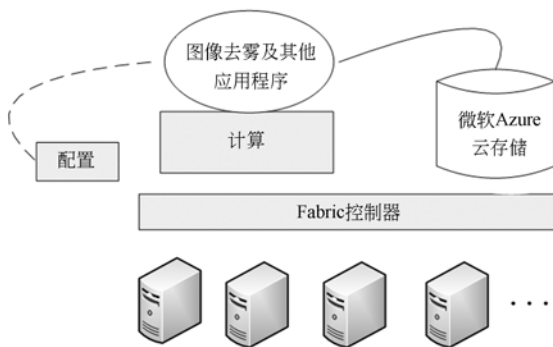 图像去雾及其他
应用程序
微软Azure
云存储
计算
配置
Fabric控制器
···